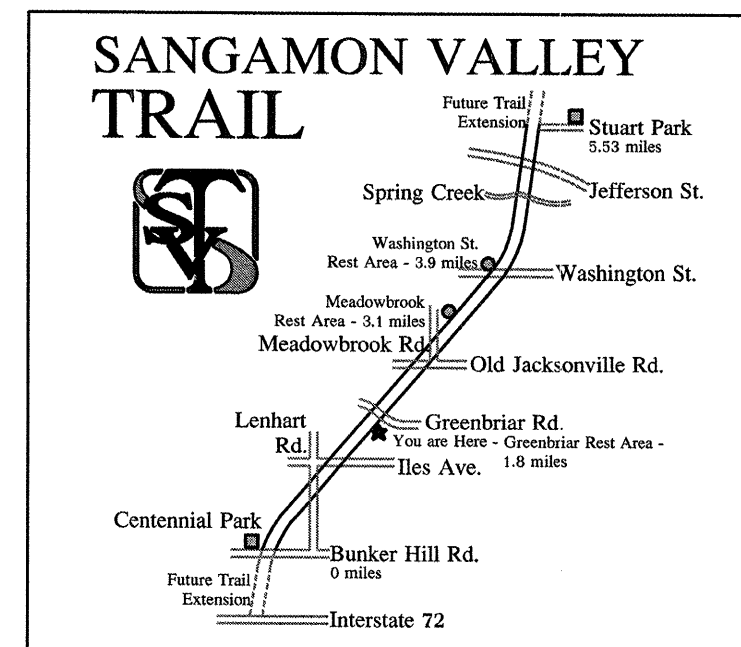 SANGAMON VALLEY
TRAIL
STV
Future Trail
Extension
Stuart Park
5.53 miles
Spring Creek
Jefferson St.
Washington St.
Rest Area - 3.9 miles
Washington St.
Meadowbrook
Rest Area - 3.1 miles
Meadowbrook Rd.
Old Jacksonville Rd.
Lenhart
Rd.
Greenbriar Rd.
You are Here - Greenbriar Rest Area -
1.8 miles
Iles Ave.
Centennial Park
Bunker Hill Rd.
0 miles
Future Trail
Extension
Interstate 72